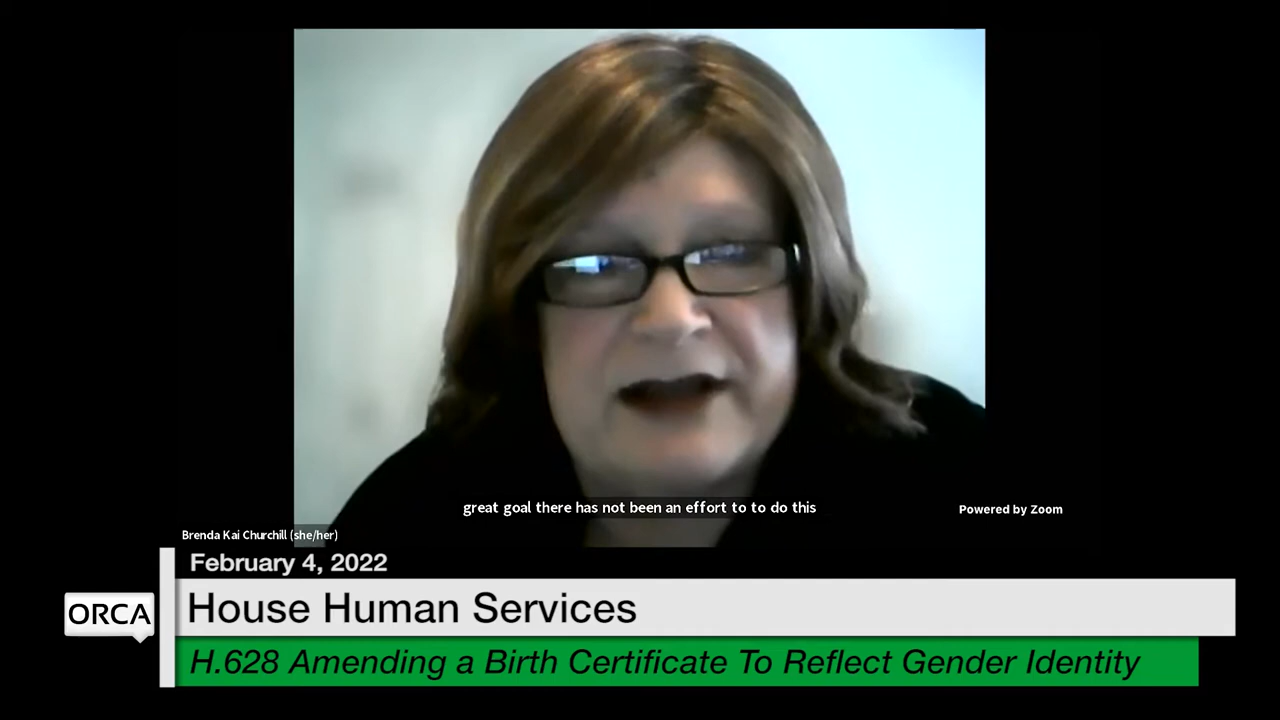 great goal there has not been an effort to to do this
Powered by Zoom
Brenda Kai Churchill (she/her)
February 4, 2022
ORCA
House Human Services
H.628 Amending a Birth Certificate To Reflect Gender Identity